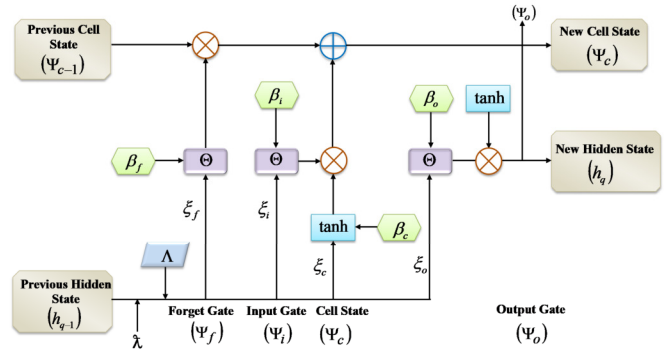 Previous Cell
State
(Ψc−1)
(Ψo)
New Cell State
(Ψc)
βi
βo
tanh
βf
Θ
Θ
Θ
New Hidden
State
(hq)
ξf
ξi
tanh
βc
ξc
ξo
Λ
Previous Hidden
State
(hq-1)
ƛ
Forget Gate
(Ψf)
Input Gate
(Ψi)
Cell State
(Ψc)
Output Gate
(Ψo)